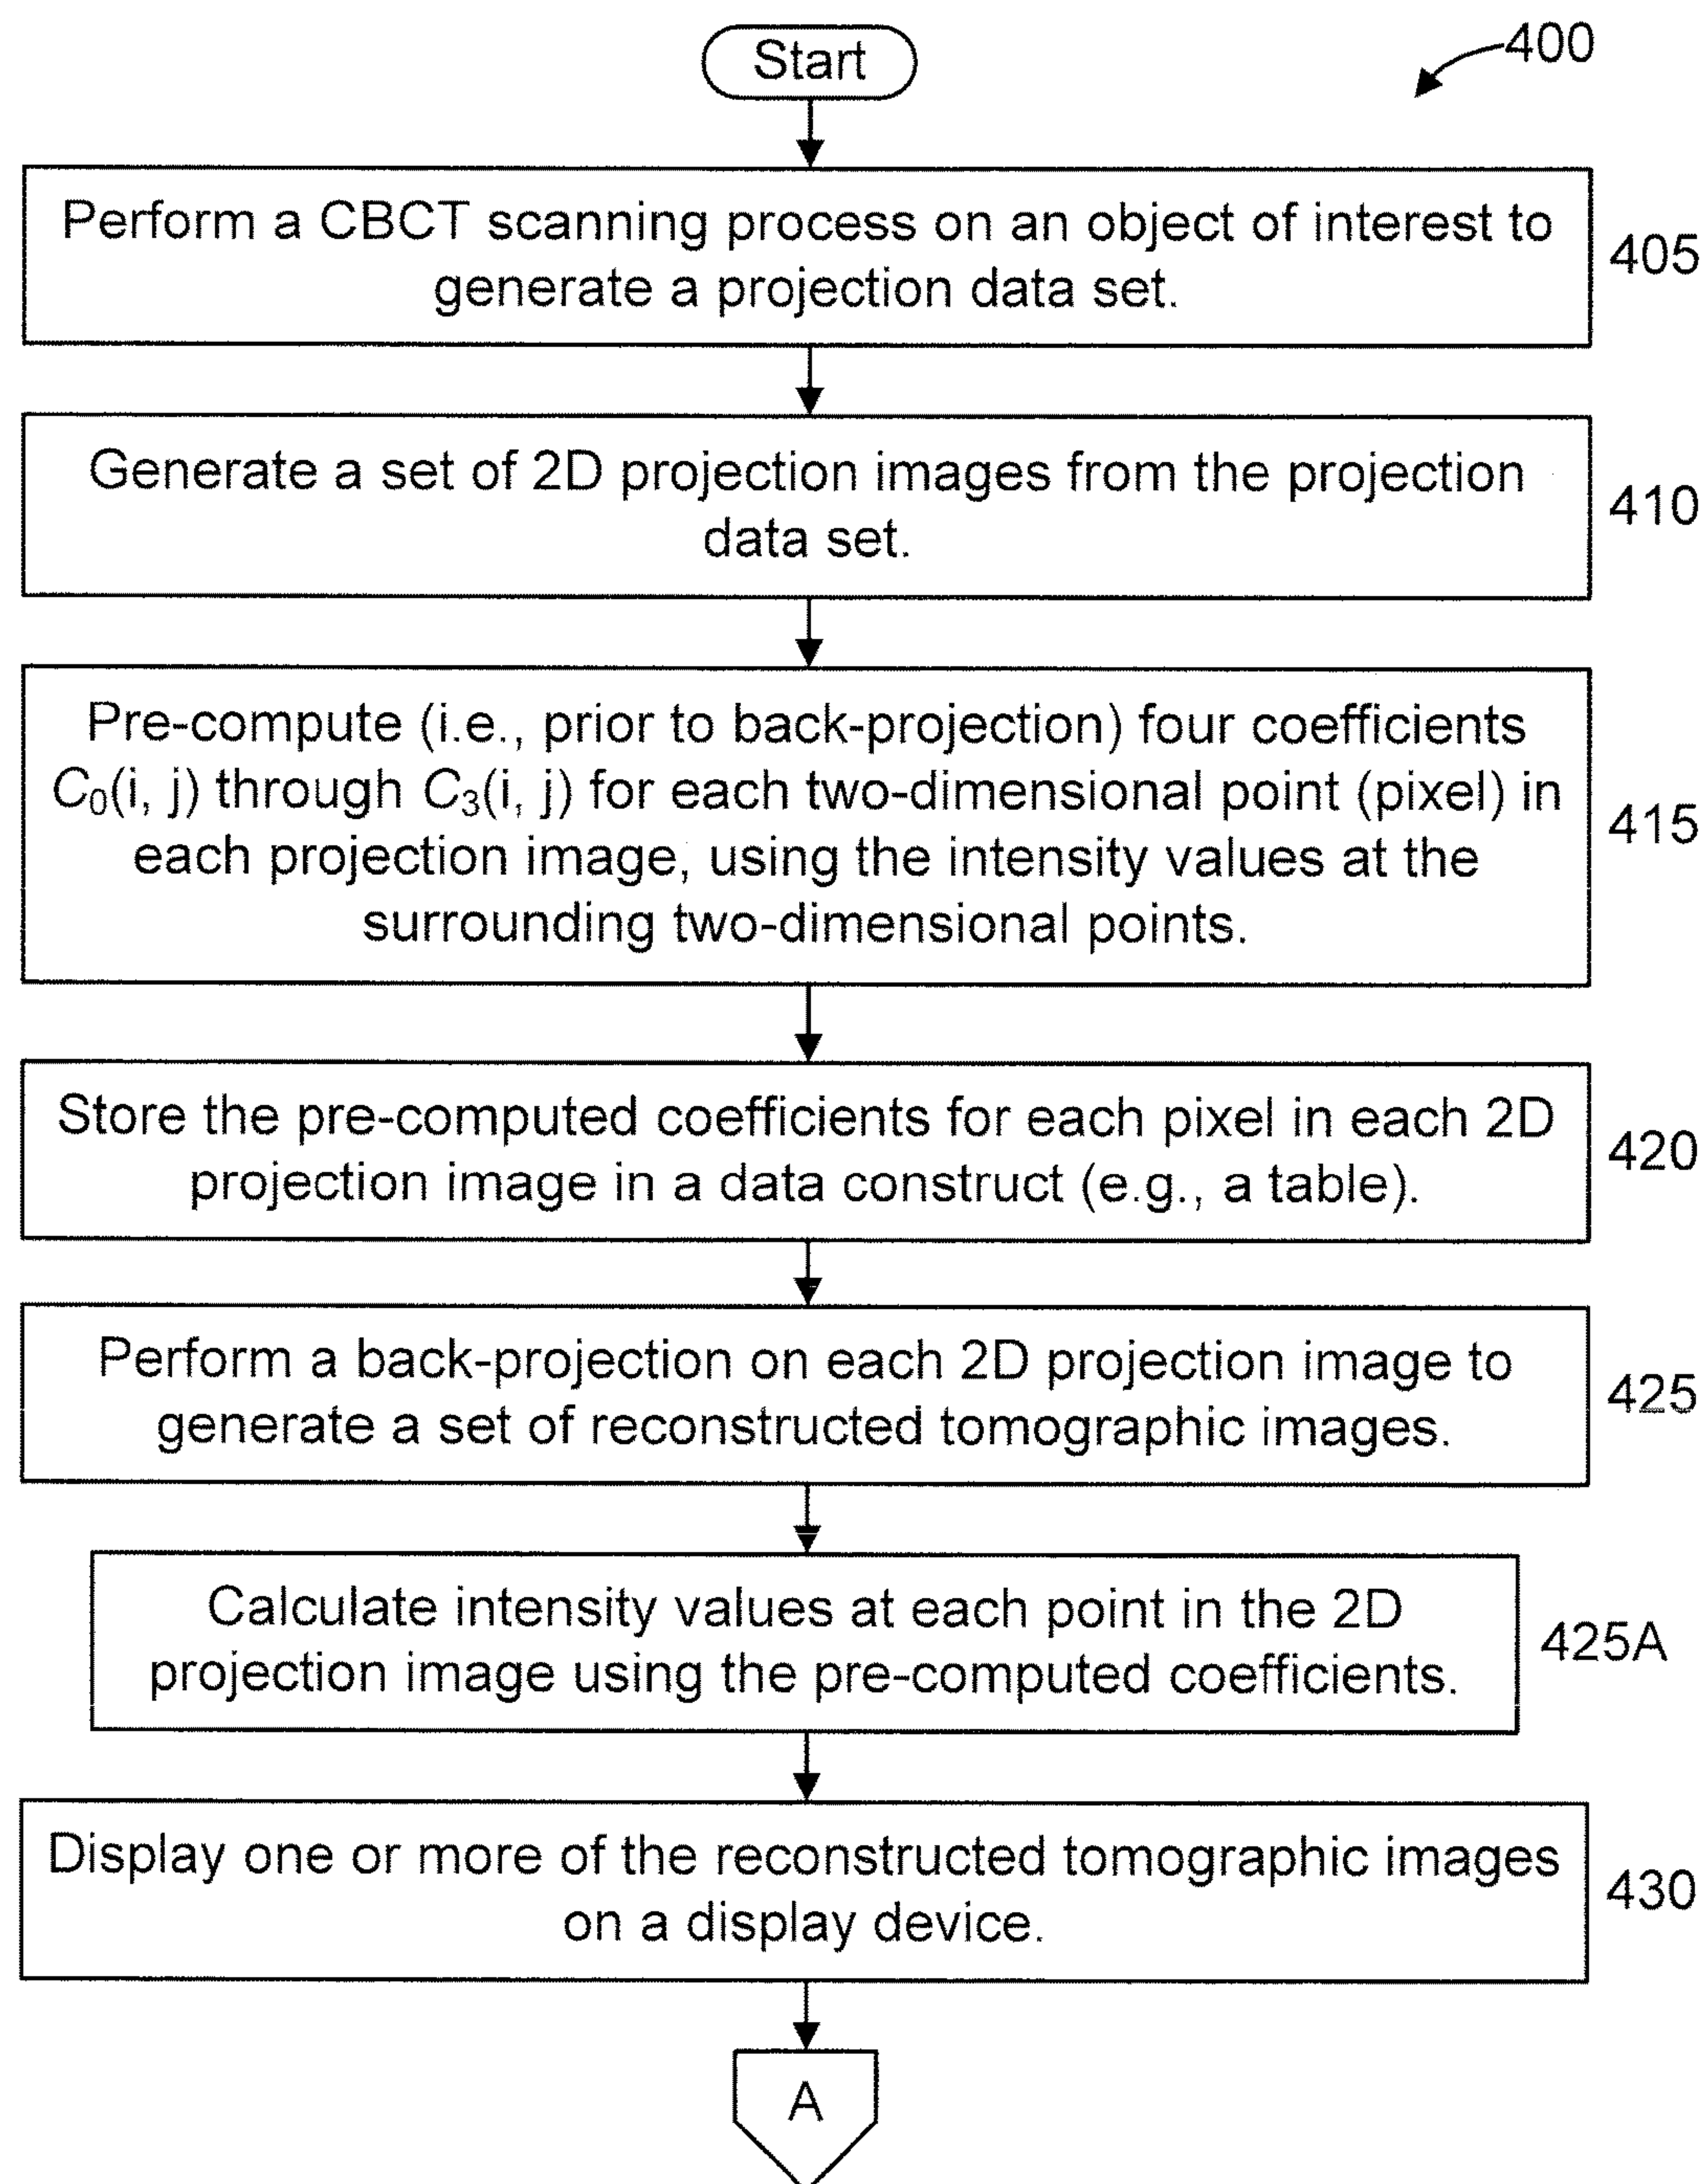 Start
400
Perform a CBCT scanning process on an object of interest to
generate a projection data set.
405
Generate a set of 2D projection images from the projection
data set.
410
Pre-compute (i.e., prior to back-projection) four coefficients
C₀(i, j) through C₃(i, j) for each two-dimensional point (pixel) in
each projection image, using the intensity values at the
surrounding two-dimensional points.
415
Store the pre-computed coefficients for each pixel in each 2D
projection image in a data construct (e.g., a table).
420
Perform a back-projection on each 2D projection image to
generate a set of reconstructed tomographic images.
425
Calculate intensity values at each point in the 2D
projection image using the pre-computed coefficients.
425A
Display one or more of the reconstructed tomographic images
on a display device.
430
A